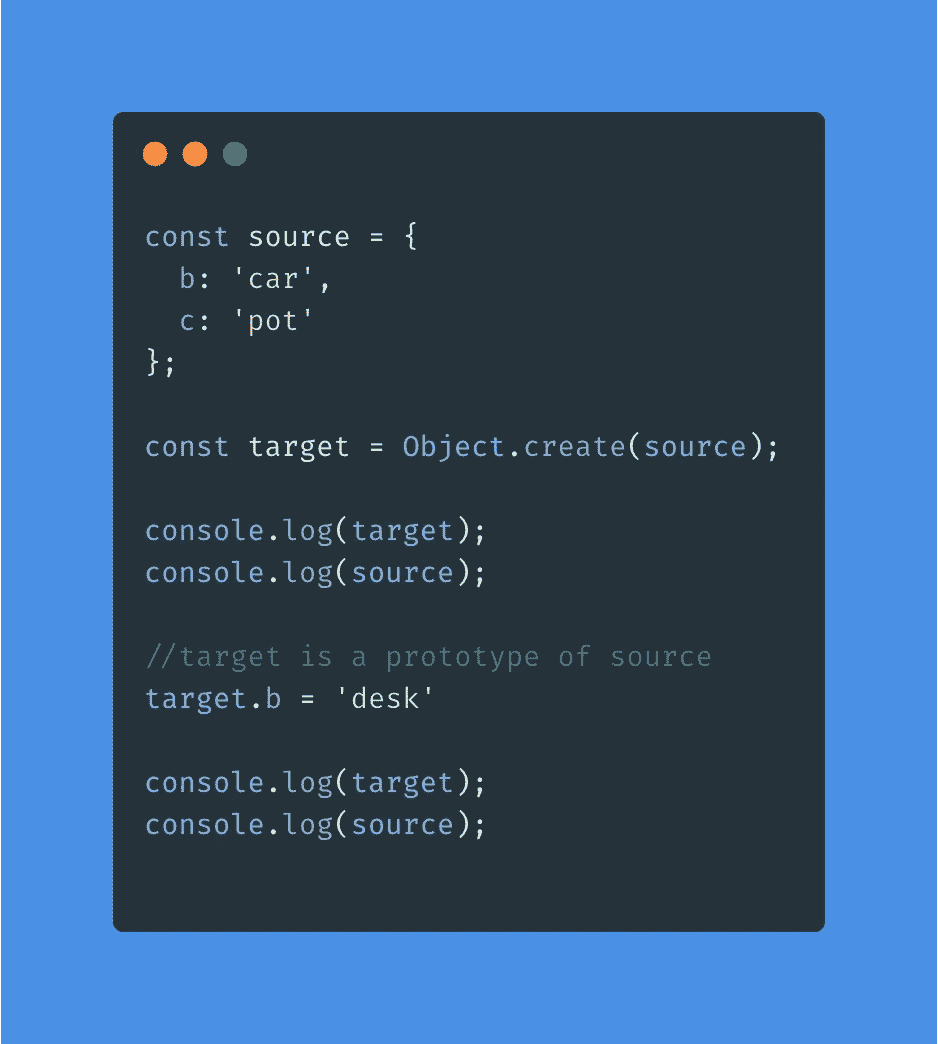 const source = {
  b: 'car',
  c: 'pot'
};

const target = Object.create(source);

console.log(target);
console.log(source);

//target is a prototype of source
target.b = 'desk'

console.log(target);
console.log(source);